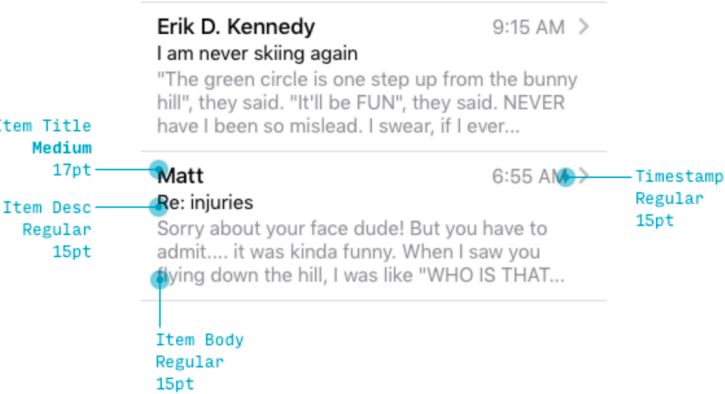 Erik D. Kennedy 9:15 AM
I am never skiing again
"The green circle is one step up from the bunny
hill", they said. "It'll be FUN", they said. NEVER
have I been so mislead. I swear, if I ever...
Item Title
Medium
17pt
Matt 6:55 AM
Timestamp
Regular
15pt
Item Desc
Regular
15pt
Re: injuries
Sorry about your face dude! But you have to
admit.... it was kinda funny. When I saw you
flying down the hill, I was like "WHO IS THAT...
Item Body
Regular
15pt